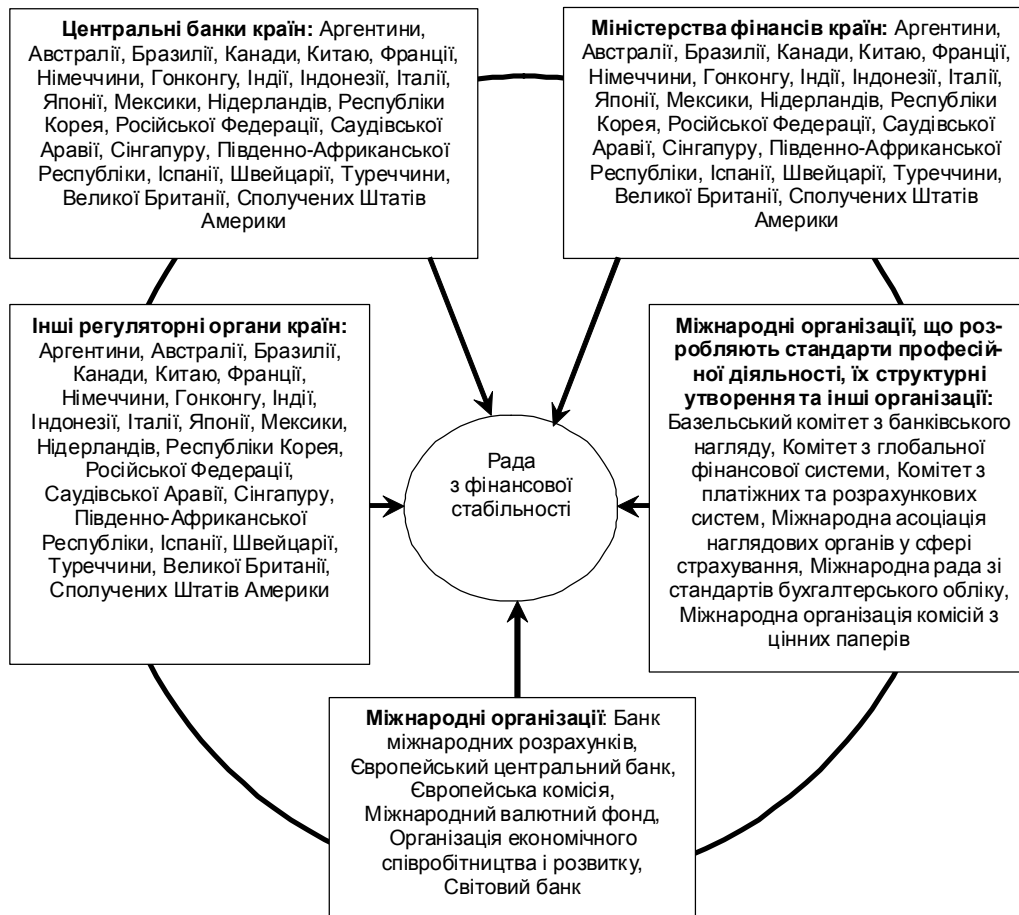 Центральні банки країн: Аргентини,
Австралії, Бразилії, Канади, Китаю, Франції,
Німеччини, Гонконгу, Індії, Індонезії, Італії,
Японії, Мексики, Нідерландів, Республіки
Корея, Російської Федерації, Саудівської
Аравії, Сінгапуру, Південно-Африканської
Республіки, Іспанії, Швейцарії, Туреччини,
Великої Британії, Сполучених Штатів
Америки
Міністерства фінансів країн: Аргентини,
Австралії, Бразилії, Канади, Китаю, Франції,
Німеччини, Гонконгу, Індії, Індонезії, Італії,
Японії, Мексики, Нідерландів, Республіки
Корея, Російської Федерації, Саудівської
Аравії, Сінгапуру, Південно-Африканської
Республіки, Іспанії, Швейцарії, Туреччини,
Великої Британії, Сполучених Штатів
Америки
Інші регуляторні органи країн:
Аргентини, Австралії, Бразилії,
Канади, Китаю, Франції,
Німеччини, Гонконгу, Індії,
Індонезії, Італії, Японії, Мексики,
Нідерландів, Республіки Корея,
Російської Федерації,
Саудівської Аравії, Сінгапуру,
Південно-Африканської
Республіки, Іспанії, Швейцарії,
Туреччини, Великої Британії,
Сполучених Штатів Америки
Рада
з фінансової
стабільності
Міжнародні організації, що роз-
робляють стандарти професій-
ної діяльності, їх структурні
утворення та інші організації:
Базельський комітет з банківського
нагляду, Комітет з глобальної
фінансової системи, Комітет з
платіжних та розрахункових
систем, Міжнародна асоціація
наглядових органів у сфері
страхування, Міжнародна рада зі
стандартів бухгалтерського обліку,
Міжнародна організація комісій з
цінних паперів
Міжнародні організації: Банк
міжнародних розрахунків,
Європейський центральний банк,
Європейська комісія,
Міжнародний валютний фонд,
Організація економічного
співробітництва і розвитку,
Світовий банк